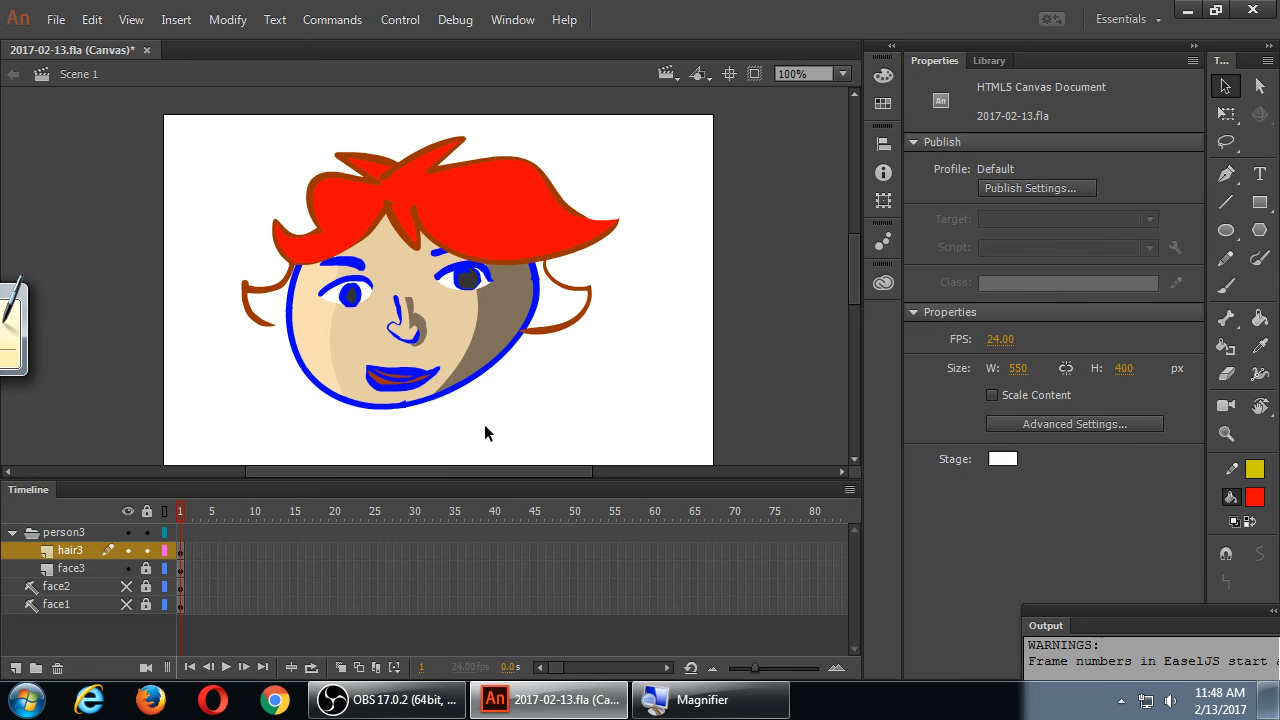 An File Edit View Insert Modify Text Commands Control Debug Window Help Essentials
2017-02-13.fla (Canvas)* ×
Scene 1 100%
Properties Library T...
HTML5 Canvas Document
An 2017-02-13.fla
Publish
Profile: Default
Publish Settings...
Target:
Script:
Class:
Properties
FPS: 24.00
Size: W: 550 H: 400 px
Scale Content
Advanced Settings...
Stage:
Timeline
1 5 10 15 20 25 30 35 40 45 50 55 60 65 70 75 80
person3
hair3
face3
face2
face1
1 24.00 fps 0.0 s
Output
WARNINGS:
Frame numbers in EaselJS start
OBS 17.0.2 (64bit, ...
An 2017-02-13.fla (Ca...
Magnifier
11:48 AM
2/13/2017